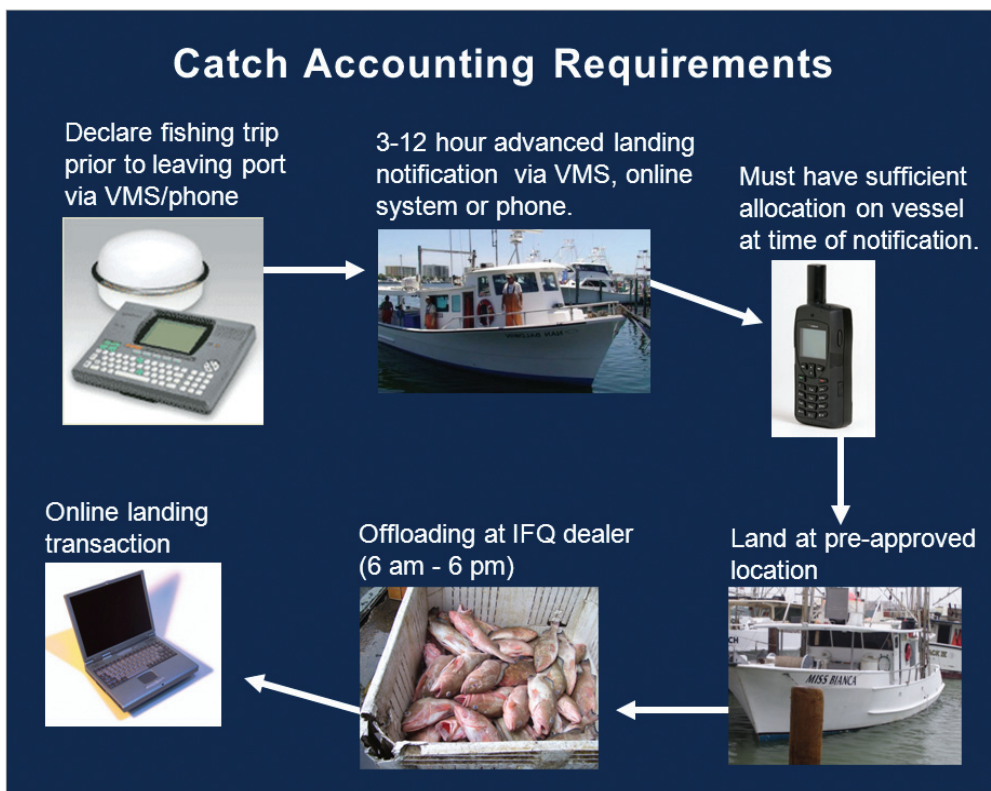 Catch Accounting Requirements
Declare fishing trip
prior to leaving port
via VMS/phone
3-12 hour advanced landing
notification via VMS, online
system or phone.
Must have sufficient
allocation on vessel
at time of notification.
Land at pre-approved
location
MISS BIANCA
Offloading at IFQ dealer
(6 am - 6 pm)
Online landing
transaction